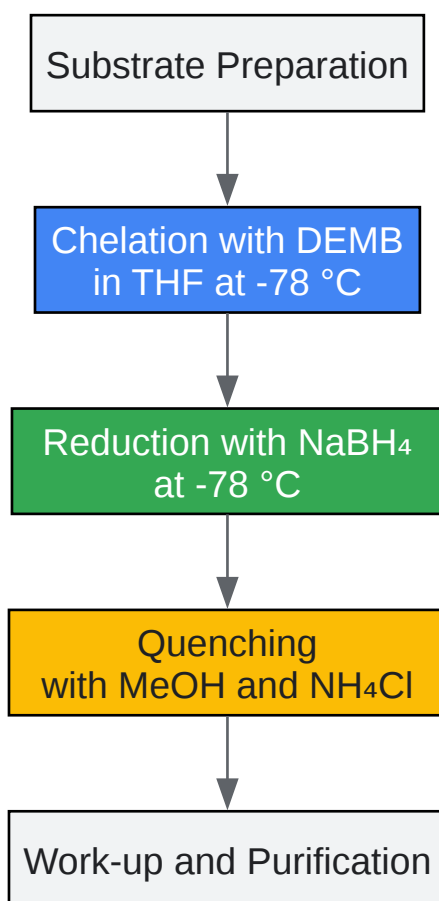 Substrate Preparation
Chelation with DEMB
in THF at -78 °C
Reduction with NaBH₄
at -78 °C
Quenching
with MeOH and NH₄Cl
Work-up and Purification